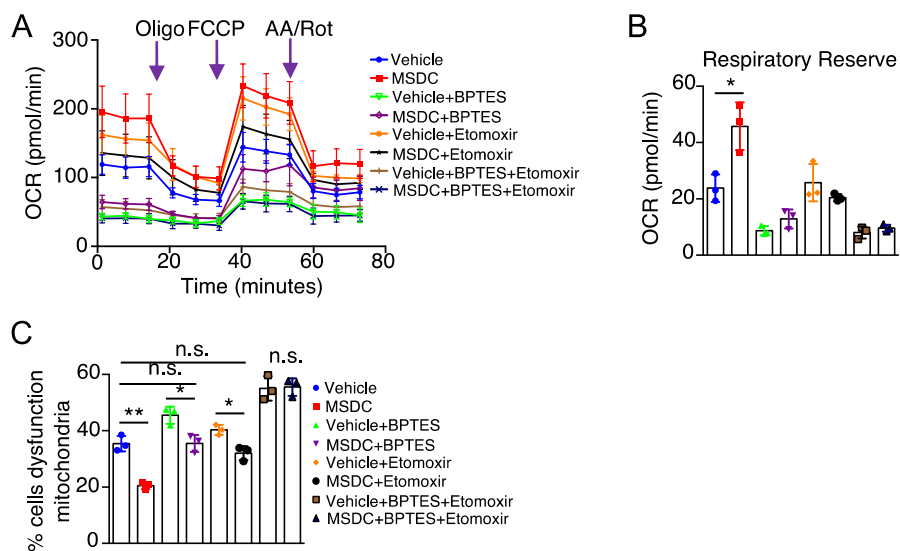 A
Oligo FCCP AA/Rot
OCR (pmol/min)
300
200
100
0
0 20 40 60 80
Time (minutes)
Vehicle
MSDC
Vehicle+BPTES
MSDC+BPTES
Vehicle+Etomoxir
MSDC+Etomoxir
Vehicle+BPTES+Etomoxir
MSDC+BPTES+Etomoxir
B
Respiratory Reserve
OCR (pmol/min)
60
40
20
0
*
C
% cells dysfunction
mitochondria
60
40
20
0
n.s.
n.s.
n.s.
** * *
Vehicle
MSDC
Vehicle+BPTES
MSDC+BPTES
Vehicle+Etomoxir
MSDC+Etomoxir
Vehicle+BPTES+Etomoxir
MSDC+BPTES+Etomoxir